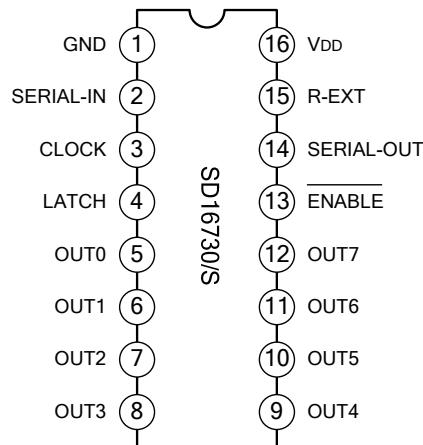 GND 1 16 VDD
SERIAL-IN 2 15 R-EXT
CLOCK 3 14 SERIAL-OUT
LATCH 4 13 ENABLE
OUT0 5 12 OUT7
OUT1 6 11 OUT6
OUT2 7 10 OUT5
OUT3 8 9 OUT4
SD16730/S